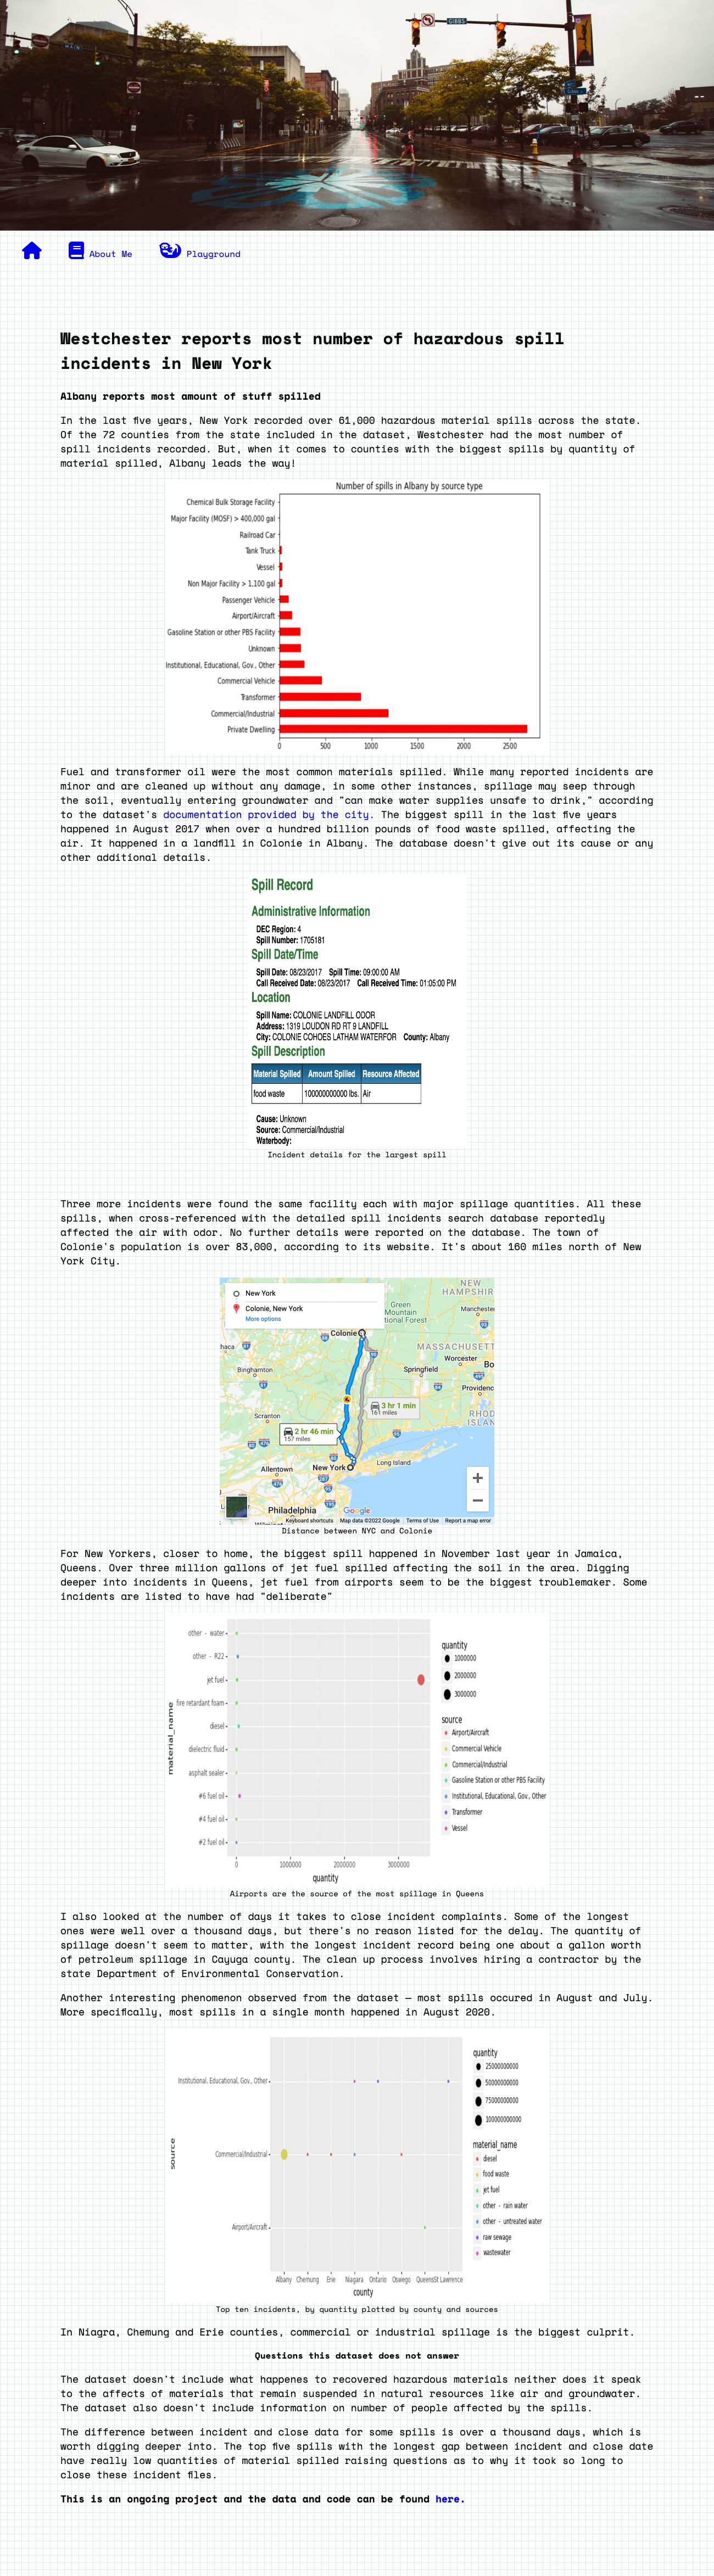 GIBBS
About Me
Playground
Westchester reports most number of hazardous spill
incidents in New York
Albany reports most amount of stuff spilled
In the last five years, New York recorded over 61,000 hazardous material spills across the state.
Of the 72 counties from the state included in the dataset, Westchester had the most number of
spill incidents recorded. But, when it comes to counties with the biggest spills by quantity of
material spilled, Albany leads the way!
Number of spills in Albany by source type
Chemical Bulk Storage Facility
Major Facility (MOSF) > 400,000 gal
Railroad Car
Tank Truck
Vessel
Non Major Facility > 1,100 gal
Passenger Vehicle
Airport/Aircraft
Gasoline Station or other PBS Facility
Unknown
Institutional, Educational, Gov., Other
Commercial Vehicle
Transformer
Commercial/Industrial
Private Dwelling
0 500 1000 1500 2000 2500
Fuel and transformer oil were the most common materials spilled. While many reported incidents are
minor and are cleaned up without any damage, in some other instances, spillage may seep through
the soil, eventually entering groundwater and "can make water supplies unsafe to drink," according
to the dataset's documentation provided by the city. The biggest spill in the last five years
happened in August 2017 when over a hundred billion pounds of food waste spilled, affecting the
air. It happened in a landfill in Colonie in Albany. The database doesn't give out its cause or any
other additional details.
Spill Record
Administrative Information
DEC Region: 4
Spill Number: 1705181
Spill Date/Time
Spill Date: 08/23/2017 Spill Time: 09:00:00 AM
Call Received Date: 08/23/2017 Call Received Time: 01:05:00 PM
Location
Spill Name: COLONIE LANDFILL ODOR
Address: 1319 LOUDON RD RT 9 LANDFILL
City: COLONIE COHOES LATHAM WATERFOR County: Albany
Spill Description
Material Spilled Amount Spilled Resource Affected
food waste 100000000000 lbs. Air
Cause: Unknown
Source: Commercial/Industrial
Waterbody:
Incident details for the largest spill
Three more incidents were found the same facility each with major spillage quantities. All these
spills, when cross-referenced with the detailed spill incidents search database reportedly
affected the air with odor. No further details were reported on the database. The town of
Colonie's population is over 83,000, according to its website. It's about 160 miles north of New
York City.
New York
Colonie, New York
More options
NEW
HAMPSHIR
Green
Mountain
tional Forest
Manchester
Colonie
haca
MASSACHUSETT
Worcester
Bo
Binghamton
Springfield
Providenc
3 hr 1 min
161 miles
RHOD
ISLAN
Scranton
2 hr 46 min
157 miles
New York
Long Island
Allentown
Philadelphia
Google
Keyboard shortcuts Map data ©2022 Google Terms of Use Report a map error
Distance between NYC and Colonie
For New Yorkers, closer to home, the biggest spill happened in November last year in Jamaica,
Queens. Over three million gallons of jet fuel spilled affecting the soil in the area. Digging
deeper into incidents in Queens, jet fuel from airports seem to be the biggest troublemaker. Some
incidents are listed to have had "deliberate"
material_name
other - water
other - R22
jet fuel
fire retardant foam
diesel
dielectric fluid
asphalt sealer
#6 fuel oil
#4 fuel oil
#2 fuel oil
0 1000000 2000000 3000000
quantity
quantity
1000000
2000000
3000000
source
Airport/Aircraft
Commercial Vehicle
Commercial/Industrial
Gasoline Station or other PBS Facility
Institutional, Educational, Gov., Other
Transformer
Vessel
Airports are the source of the most spillage in Queens
I also looked at the number of days it takes to close incident complaints. Some of the longest
ones were well over a thousand days, but there's no reason listed for the delay. The quantity of
spillage doesn't seem to matter, with the longest incident record being one about a gallon worth
of petroleum spillage in Cayuga county. The clean up process involves hiring a contractor by the
state Department of Environmental Conservation.
Another interesting phenomenon observed from the dataset — most spills occured in August and July.
More specifically, most spills in a single month happened in August 2020.
source
Institutional, Educational, Gov., Other
Commercial/Industrial
Airport/Aircraft
Albany Chemung Erie Niagara Ontario Oswego Queens St Lawrence
county
quantity
25000000000
50000000000
75000000000
100000000000
material_name
diesel
food waste
jet fuel
other - rain water
other - untreated water
raw sewage
wastewater
Top ten incidents, by quantity plotted by county and sources
In Niagra, Chemung and Erie counties, commercial or industrial spillage is the biggest culprit.
Questions this dataset does not answer
The dataset doesn't include what happenes to recovered hazardous materials neither does it speak
to the affects of materials that remain suspended in natural resources like air and groundwater.
The dataset also doesn't include information on number of people affected by the spills.
The difference between incident and close data for some spills is over a thousand days, which is
worth digging deeper into. The top five spills with the longest gap between incident and close date
have really low quantities of material spilled raising questions as to why it took so long to
close these incident files.
This is an ongoing project and the data and code can be found here.